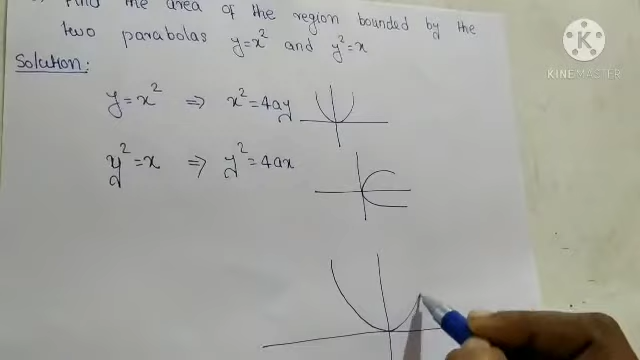 Find the area of the region bounded by the
two parabolas y=x² and y²=x
Solution:
y=x² ⇒ x²=4ay
y²=x ⇒ y²=4ax
K
KINEMASTER